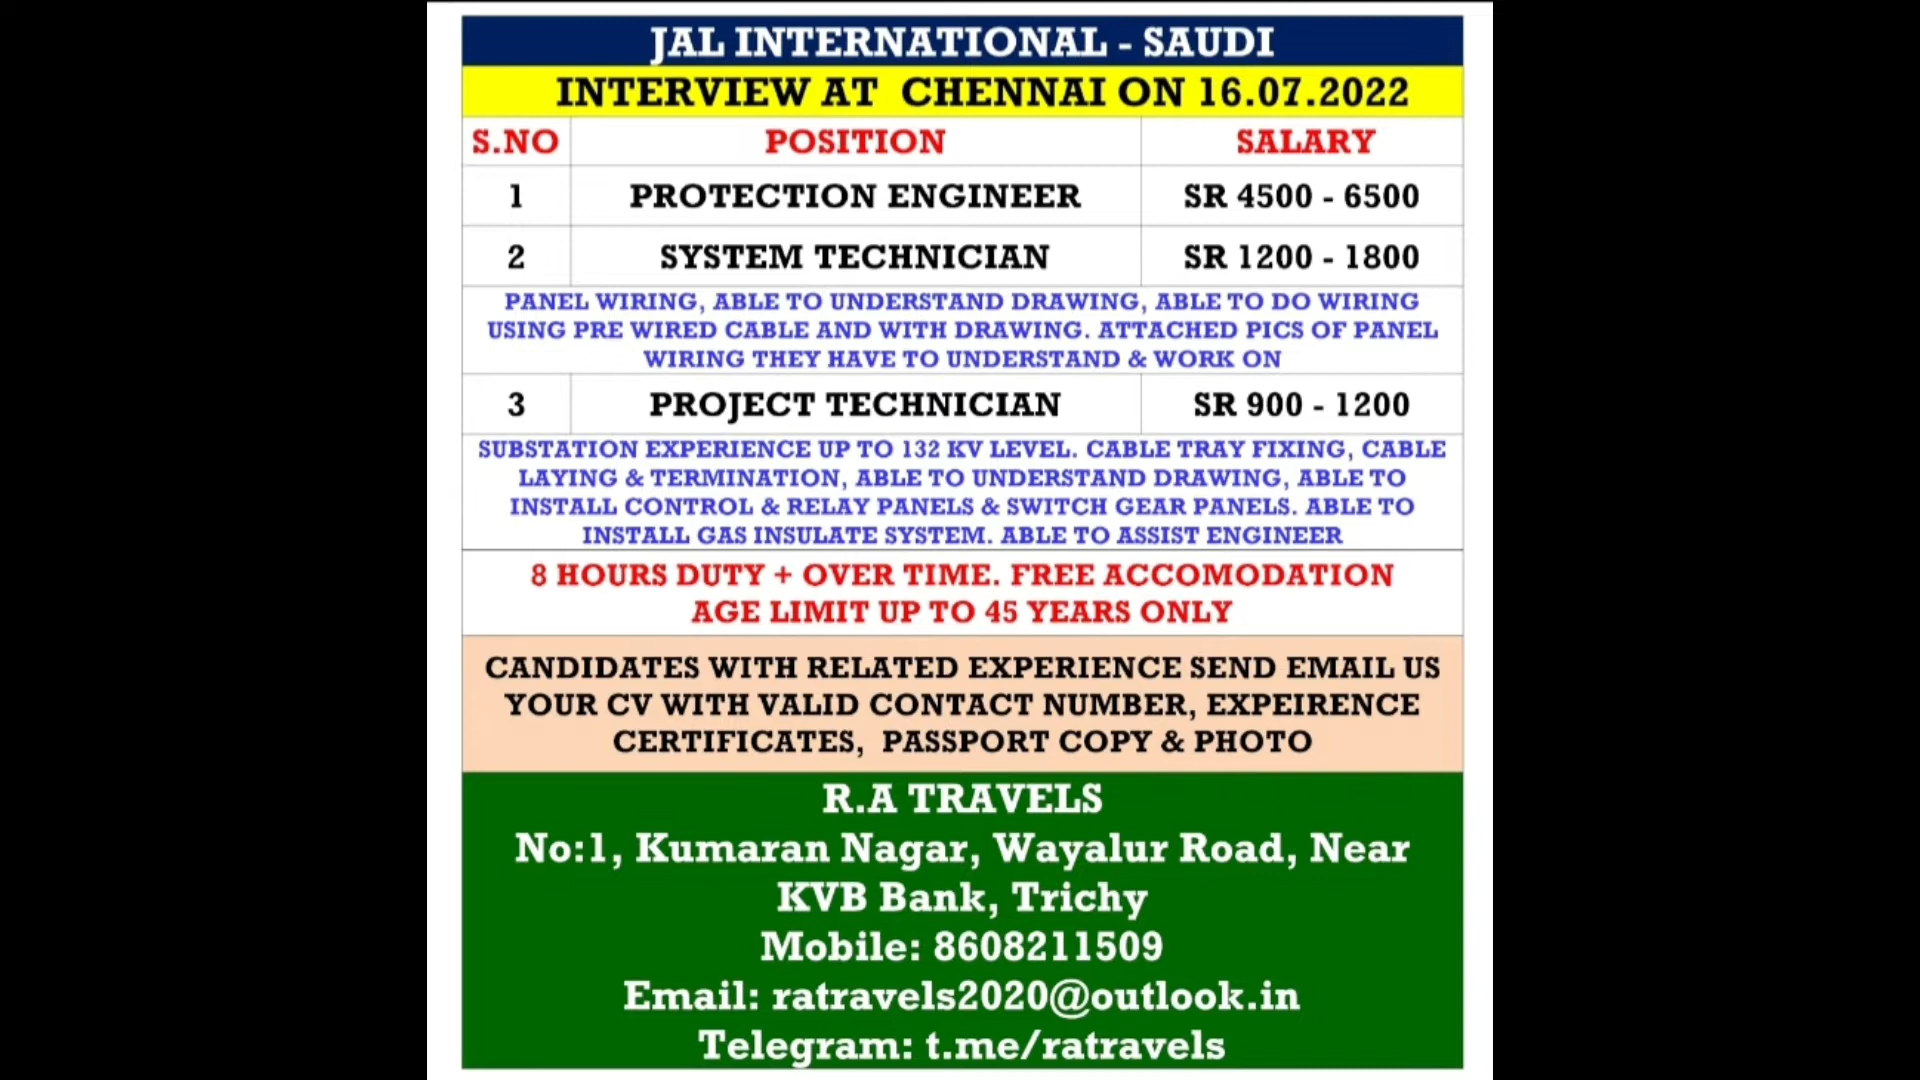 JAL INTERNATIONAL - SAUDI
INTERVIEW AT CHENNAI ON 16.07.2022
S.NO POSITION SALARY
1 PROTECTION ENGINEER SR 4500 - 6500
2 SYSTEM TECHNICIAN SR 1200 - 1800
PANEL WIRING, ABLE TO UNDERSTAND DRAWING, ABLE TO DO WIRING
USING PRE WIRED CABLE AND WITH DRAWING. ATTACHED PICS OF PANEL
WIRING THEY HAVE TO UNDERSTAND & WORK ON
3 PROJECT TECHNICIAN SR 900 - 1200
SUBSTATION EXPERIENCE UP TO 132 KV LEVEL. CABLE TRAY FIXING, CABLE
LAYING & TERMINATION, ABLE TO UNDERSTAND DRAWING, ABLE TO
INSTALL CONTROL & RELAY PANELS & SWITCH GEAR PANELS. ABLE TO
INSTALL GAS INSULATE SYSTEM. ABLE TO ASSIST ENGINEER
8 HOURS DUTY + OVER TIME. FREE ACCOMODATION
AGE LIMIT UP TO 45 YEARS ONLY
CANDIDATES WITH RELATED EXPERIENCE SEND EMAIL US
YOUR CV WITH VALID CONTACT NUMBER, EXPEIRENCE
CERTIFICATES, PASSPORT COPY & PHOTO
R.A TRAVELS
No:1, Kumaran Nagar, Wayalur Road, Near
KVB Bank, Trichy
Mobile: 8608211509
Email: ratravels2020@outlook.in
Telegram: t.me/ratravels